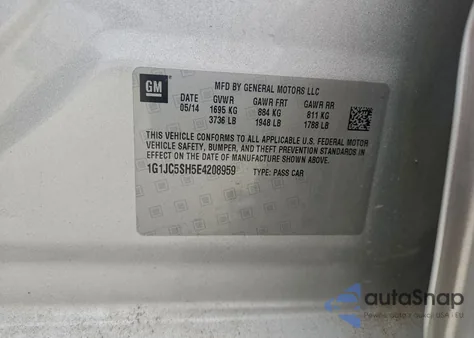 GM
MFD BY GENERAL MOTORS LLC
DATE GVWR GAWR FRT GAWR RR
05/14 1695 KG 884 KG 811 KG
3736 LB 1948 LB 1788 LB
THIS VEHICLE CONFORMS TO ALL APPLICABLE U.S. FEDERAL MOTOR
VEHICLE SAFETY, BUMPER, AND THEFT PREVENTION STANDARDS IN
EFFECT ON THE DATE OF MANUFACTURE SHOWN ABOVE.
1G1JC5SH5E4208959 TYPE: PASS CAR
autoSnap